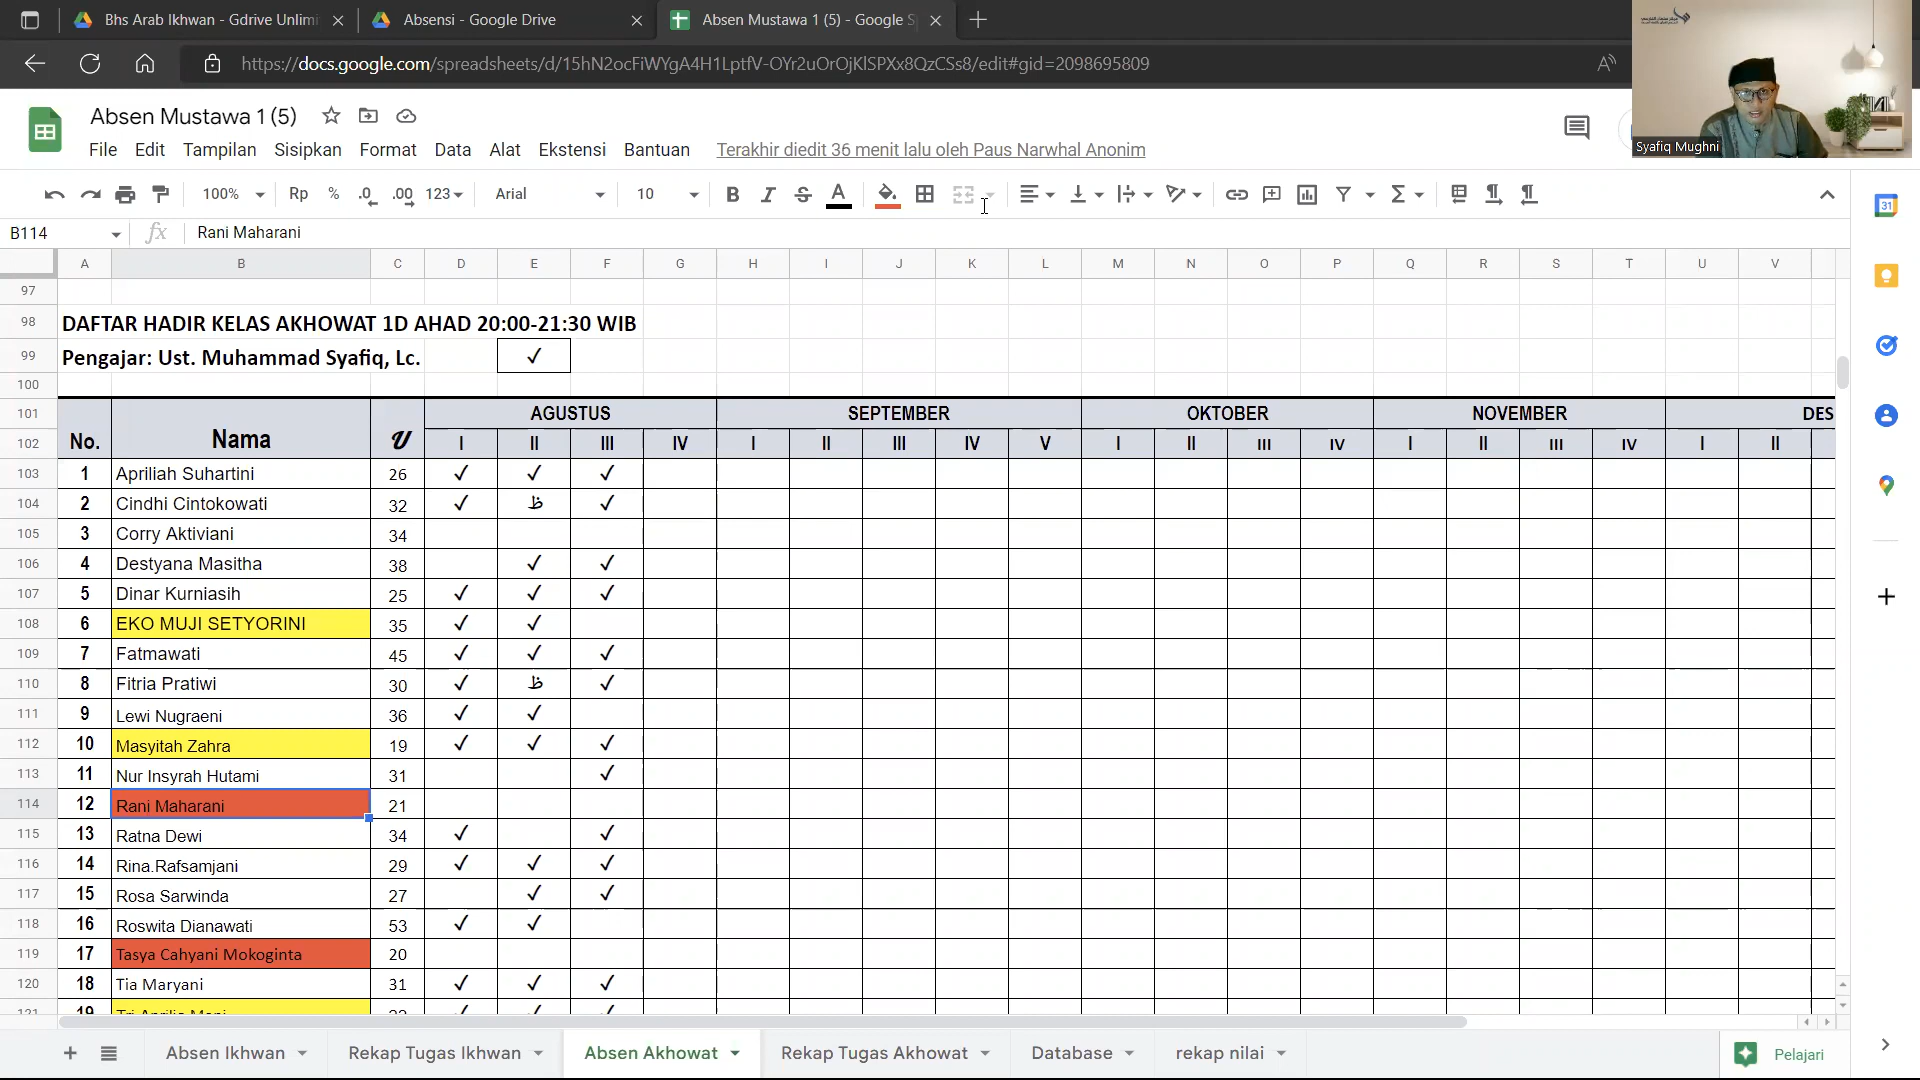 Bhs Arab Ikhwan - Gdrive Unlimi
Absensi - Google Drive
Absen Mustawa 1 (5) - Google S
https://docs.google.com/spreadsheets/d/15hN2ocFiWYgA4H1LptfV-OYr2uOrOjKlSPXx8QzCSs8/edit#gid=2098695809
Syafiq Mughni
Absen Mustawa 1 (5)
File Edit Tampilan Sisipkan Format Data Alat Ekstensi Bantuan Terakhir diedit 36 menit lalu oleh Paus Narwhal Anonim
100% Rp % .0 .00 123 Arial 10 B I S A
B114 fx Rani Maharani
A B C D E F G H I J K L M N O P Q R S T U V
97
98 DAFTAR HADIR KELAS AKHOWAT 1D AHAD 20:00-21:30 WIB
99 Pengajar: Ust. Muhammad Syafiq, Lc. ✓
100
101 AGUSTUS SEPTEMBER OKTOBER NOVEMBER DES
102 No. Nama U I II III IV I II III IV V I II III IV I II III IV I II
103 1 Apriliah Suhartini 26 ✓ ✓ ✓
104 2 Cindhi Cintokowati 32 ✓ ظ ✓
105 3 Corry Aktiviani 34
106 4 Destyana Masitha 38 ✓ ✓
107 5 Dinar Kurniasih 25 ✓ ✓ ✓
108 6 EKO MUJI SETYORINI 35 ✓ ✓
109 7 Fatmawati 45 ✓ ✓ ✓
110 8 Fitria Pratiwi 30 ✓ ظ ✓
111 9 Lewi Nugraeni 36 ✓ ✓
112 10 Masyitah Zahra 19 ✓ ✓ ✓
113 11 Nur Insyrah Hutami 31 ✓
114 12 Rani Maharani 21
115 13 Ratna Dewi 34 ✓ ✓
116 14 Rina.Rafsamjani 29 ✓ ✓ ✓
117 15 Rosa Sarwinda 27 ✓ ✓
118 16 Roswita Dianawati 53 ✓ ✓
119 17 Tasya Cahyani Mokoginta 20
120 18 Tia Maryani 31 ✓ ✓ ✓
Absen Ikhwan Rekap Tugas Ikhwan Absen Akhowat Rekap Tugas Akhowat Database rekap nilai Pelajari